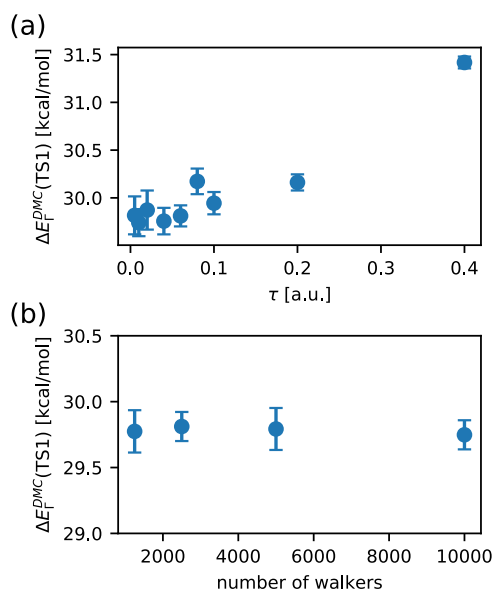 (a)
31.5
31.0
30.5
30.0
ΔE_Γ^{DMC}(TS1) [kcal/mol]
0.0 0.1 0.2 0.3 0.4
τ [a.u.]
(b)
30.5
30.0
29.5
29.0
ΔE_Γ^{DMC}(TS1) [kcal/mol]
2000 4000 6000 8000 10000
number of walkers